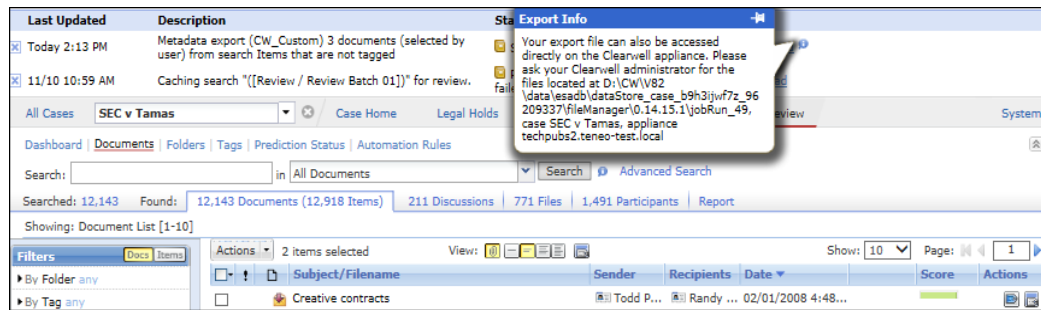 Last Updated Description Sta
Export Info
Today 2:13 PM Metadata export (CW_Custom) 3 documents (selected by
user) from search Items that are not tagged
11/10 10:59 AM Caching search "([Review / Review Batch 01])" for review.
faile
Your export file can also be accessed
directly on the Clearwell appliance. Please
ask your Clearwell administrator for the
files located at D:\CW\V82
\data\esadb\dataStore_case_b9h3ijwf7z_96
209337\fileManager\0.14.15.1\jobRun_49,
case SEC v Tamas, appliance
techpubs2.teneo-test.local
All Cases SEC v Tamas Case Home Legal Holds eview System
Dashboard | Documents | Folders | Tags | Prediction Status | Automation Rules
Search: in All Documents Search Advanced Search
Searched: 12,143 Found: 12,143 Documents (12,918 Items) 211 Discussions 771 Files 1,491 Participants Report
Showing: Document List [1-10]
Filters Docs Items Actions 2 items selected View: Show: 10 Page: 1
By Folder any Subject/Filename Sender Recipients Date Score Actions
By Tag any Creative contracts Todd P... Randy ... 02/01/2008 4:48...